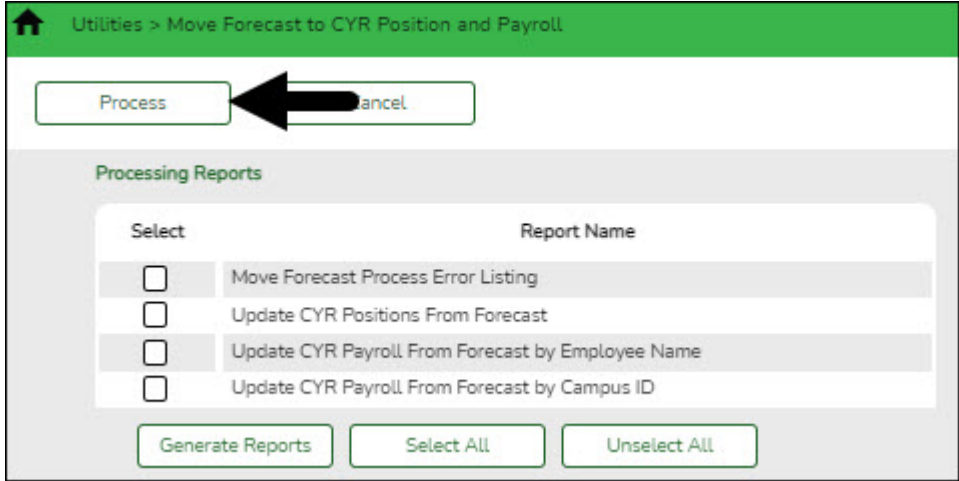 Utilities > Move Forecast to CYR Position and Payroll
Process ancel
Processing Reports
Select Report Name
Move Forecast Process Error Listing
Update CYR Positions From Forecast
Update CYR Payroll From Forecast by Employee Name
Update CYR Payroll From Forecast by Campus ID
Generate Reports Select All Unselect All